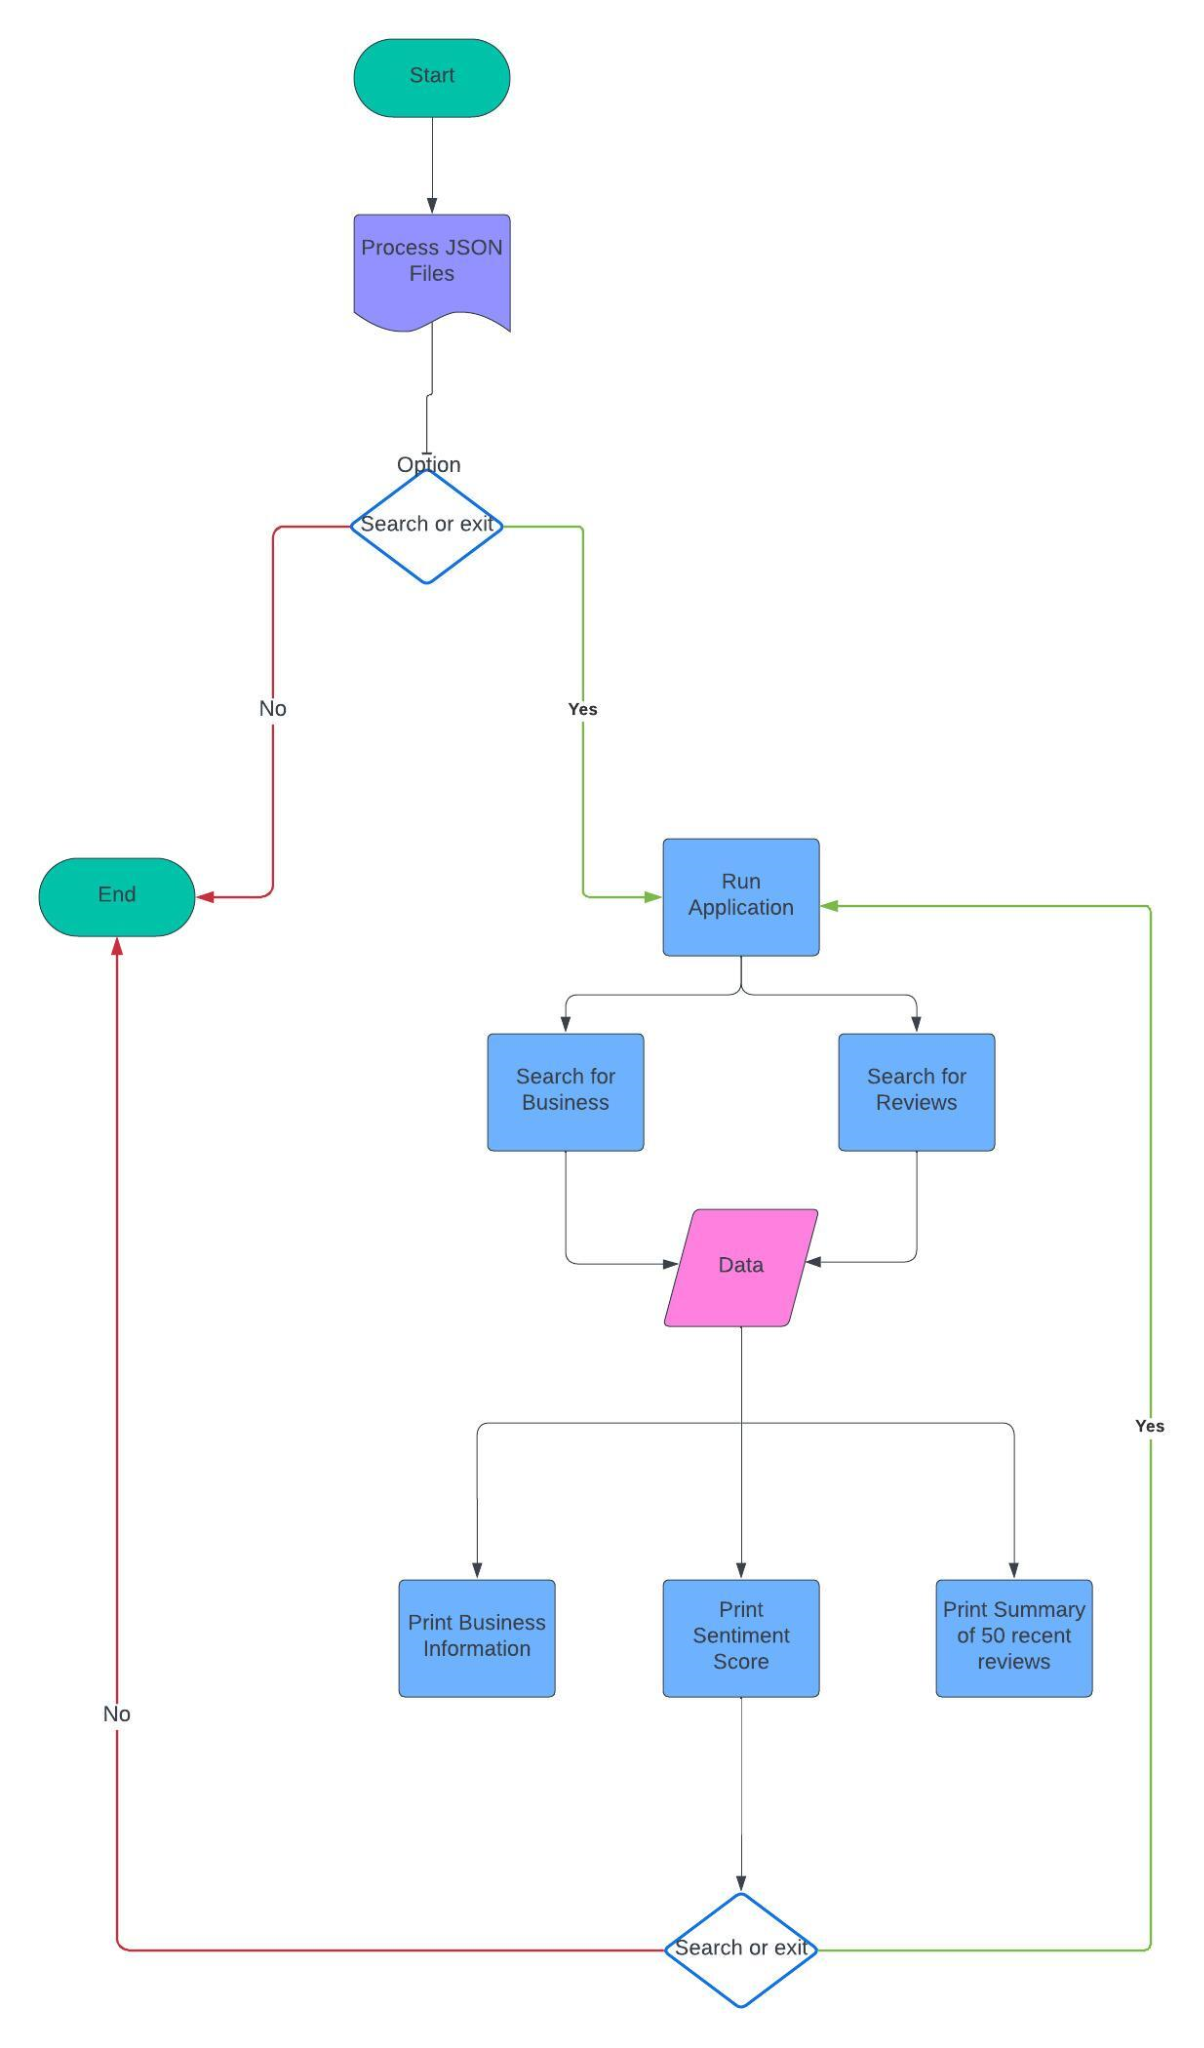 Start
Process JSON
Files
Option
Search or exit
No
Yes
End
Run
Application
Search for
Business
Search for
Reviews
Data
Yes
Print Business
Information
Print
Sentiment
Score
Print Summary
of 50 recent
reviews
No
Search or exit